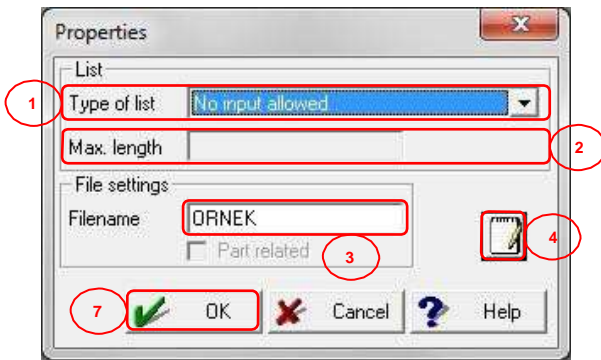 Properties
List
1 Type of list No input allowed
Max. length 2
File settings
Filename ORNEK
Part related 3
4
7 OK Cancel Help